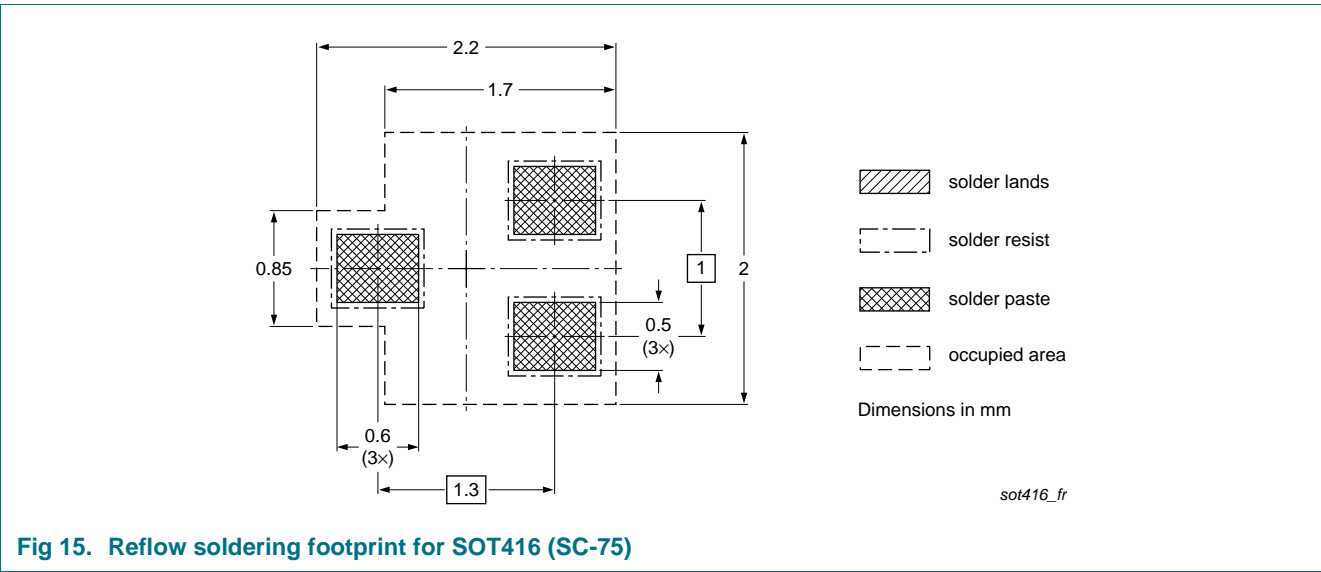 2.2
1.7
solder lands
solder resist
0.85
1
2
solder paste
0.5
(3×)
occupied area
Dimensions in mm
0.6
(3×)
1.3
sot416_fr
Fig 15. Reflow soldering footprint for SOT416 (SC-75)